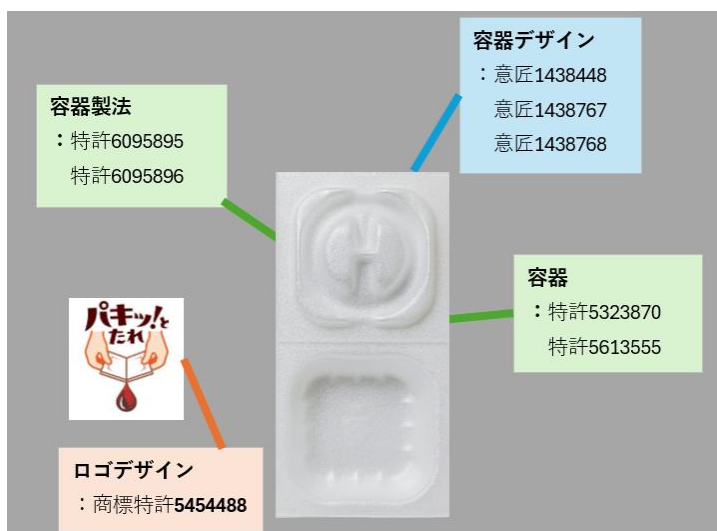 容器デザイン
：意匠1438448
意匠1438767
意匠1438768
容器製法
：特許6095895
特許6095896
容器
：特許5323870
特許5613555
パキッ!と
たれ
ロゴデザイン
：商標特許5454488